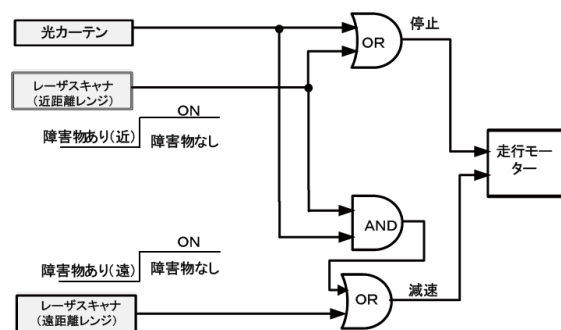 光カーテン
OR
停止
レーザスキャナ
(近距離レンジ)
ON
障害物あり(近)
障害物なし
走行モー
ター
AND
ON
障害物あり(遠)
障害物なし
レーザスキャナ
(遠距離レンジ)
OR
減速